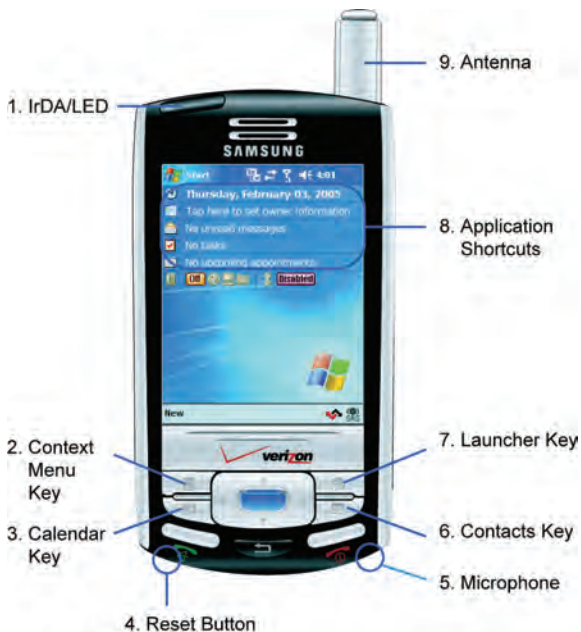 9. Antenna
1. IrDA/LED
SAMSUNG
Start 4:01
Thursday, February 03, 2005
Tap here to set owner information
No unread messages
8. Application
Shortcuts
No tasks
No upcoming appointments
Off Disabled
New
2. Context
Menu
Key
7. Launcher Key
verizon
3. Calendar
Key
6. Contacts Key
5. Microphone
4. Reset Button